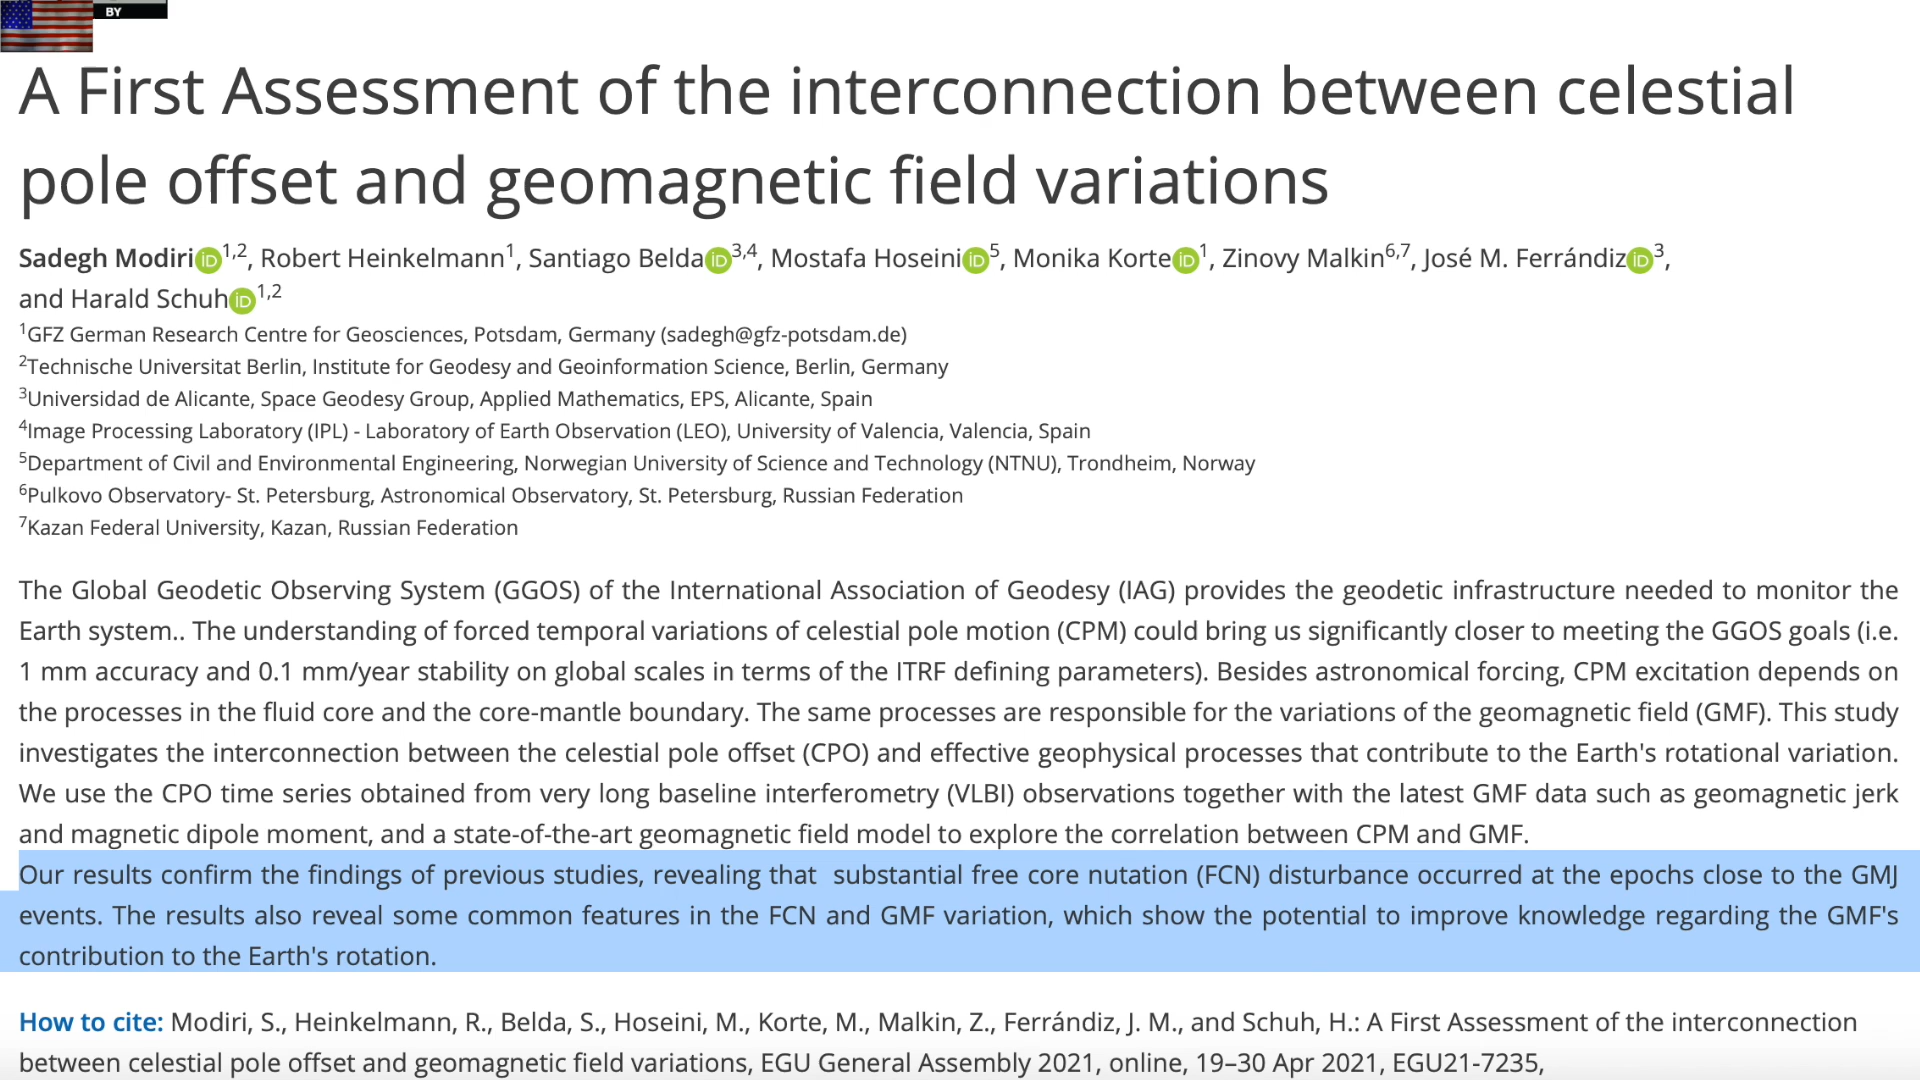 BY
A First Assessment of the interconnection between celestial
pole offset and geomagnetic field variations
Sadegh Modiri iD 1,2, Robert Heinkelmann1, Santiago Belda iD 3,4, Mostafa Hoseini iD 5, Monika Korte iD 1, Zinovy Malkin6,7, José M. Ferrándiz iD 3,
and Harald Schuh iD 1,2
1GFZ German Research Centre for Geosciences, Potsdam, Germany (sadegh@gfz-potsdam.de)
2Technische Universitat Berlin, Institute for Geodesy and Geoinformation Science, Berlin, Germany
3Universidad de Alicante, Space Geodesy Group, Applied Mathematics, EPS, Alicante, Spain
4Image Processing Laboratory (IPL) - Laboratory of Earth Observation (LEO), University of Valencia, Valencia, Spain
5Department of Civil and Environmental Engineering, Norwegian University of Science and Technology (NTNU), Trondheim, Norway
6Pulkovo Observatory- St. Petersburg, Astronomical Observatory, St. Petersburg, Russian Federation
7Kazan Federal University, Kazan, Russian Federation
The Global Geodetic Observing System (GGOS) of the International Association of Geodesy (IAG) provides the geodetic infrastructure needed to monitor the
Earth system.. The understanding of forced temporal variations of celestial pole motion (CPM) could bring us significantly closer to meeting the GGOS goals (i.e.
1 mm accuracy and 0.1 mm/year stability on global scales in terms of the ITRF defining parameters). Besides astronomical forcing, CPM excitation depends on
the processes in the fluid core and the core-mantle boundary. The same processes are responsible for the variations of the geomagnetic field (GMF). This study
investigates the interconnection between the celestial pole offset (CPO) and effective geophysical processes that contribute to the Earth's rotational variation.
We use the CPO time series obtained from very long baseline interferometry (VLBI) observations together with the latest GMF data such as geomagnetic jerk
and magnetic dipole moment, and a state-of-the-art geomagnetic field model to explore the correlation between CPM and GMF.
Our results confirm the findings of previous studies, revealing that  substantial free core nutation (FCN) disturbance occurred at the epochs close to the GMJ
events. The results also reveal some common features in the FCN and GMF variation, which show the potential to improve knowledge regarding the GMF's
contribution to the Earth's rotation.
How to cite: Modiri, S., Heinkelmann, R., Belda, S., Hoseini, M., Korte, M., Malkin, Z., Ferrándiz, J. M., and Schuh, H.: A First Assessment of the interconnection
between celestial pole offset and geomagnetic field variations, EGU General Assembly 2021, online, 19–30 Apr 2021, EGU21-7235,